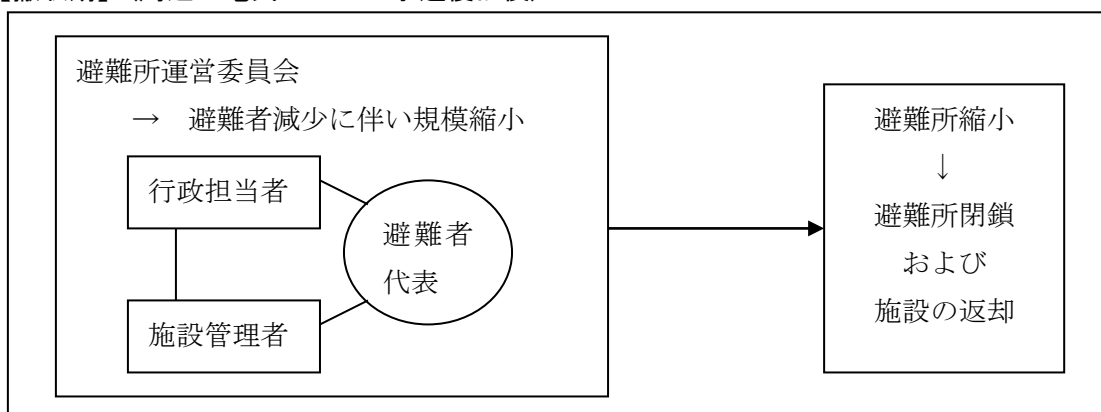 避難所運営委員会
→ 避難者減少に伴い規模縮小
行政担当者
避難者
代表
施設管理者
避難所縮小
↓
避難所閉鎖
および
施設の返却